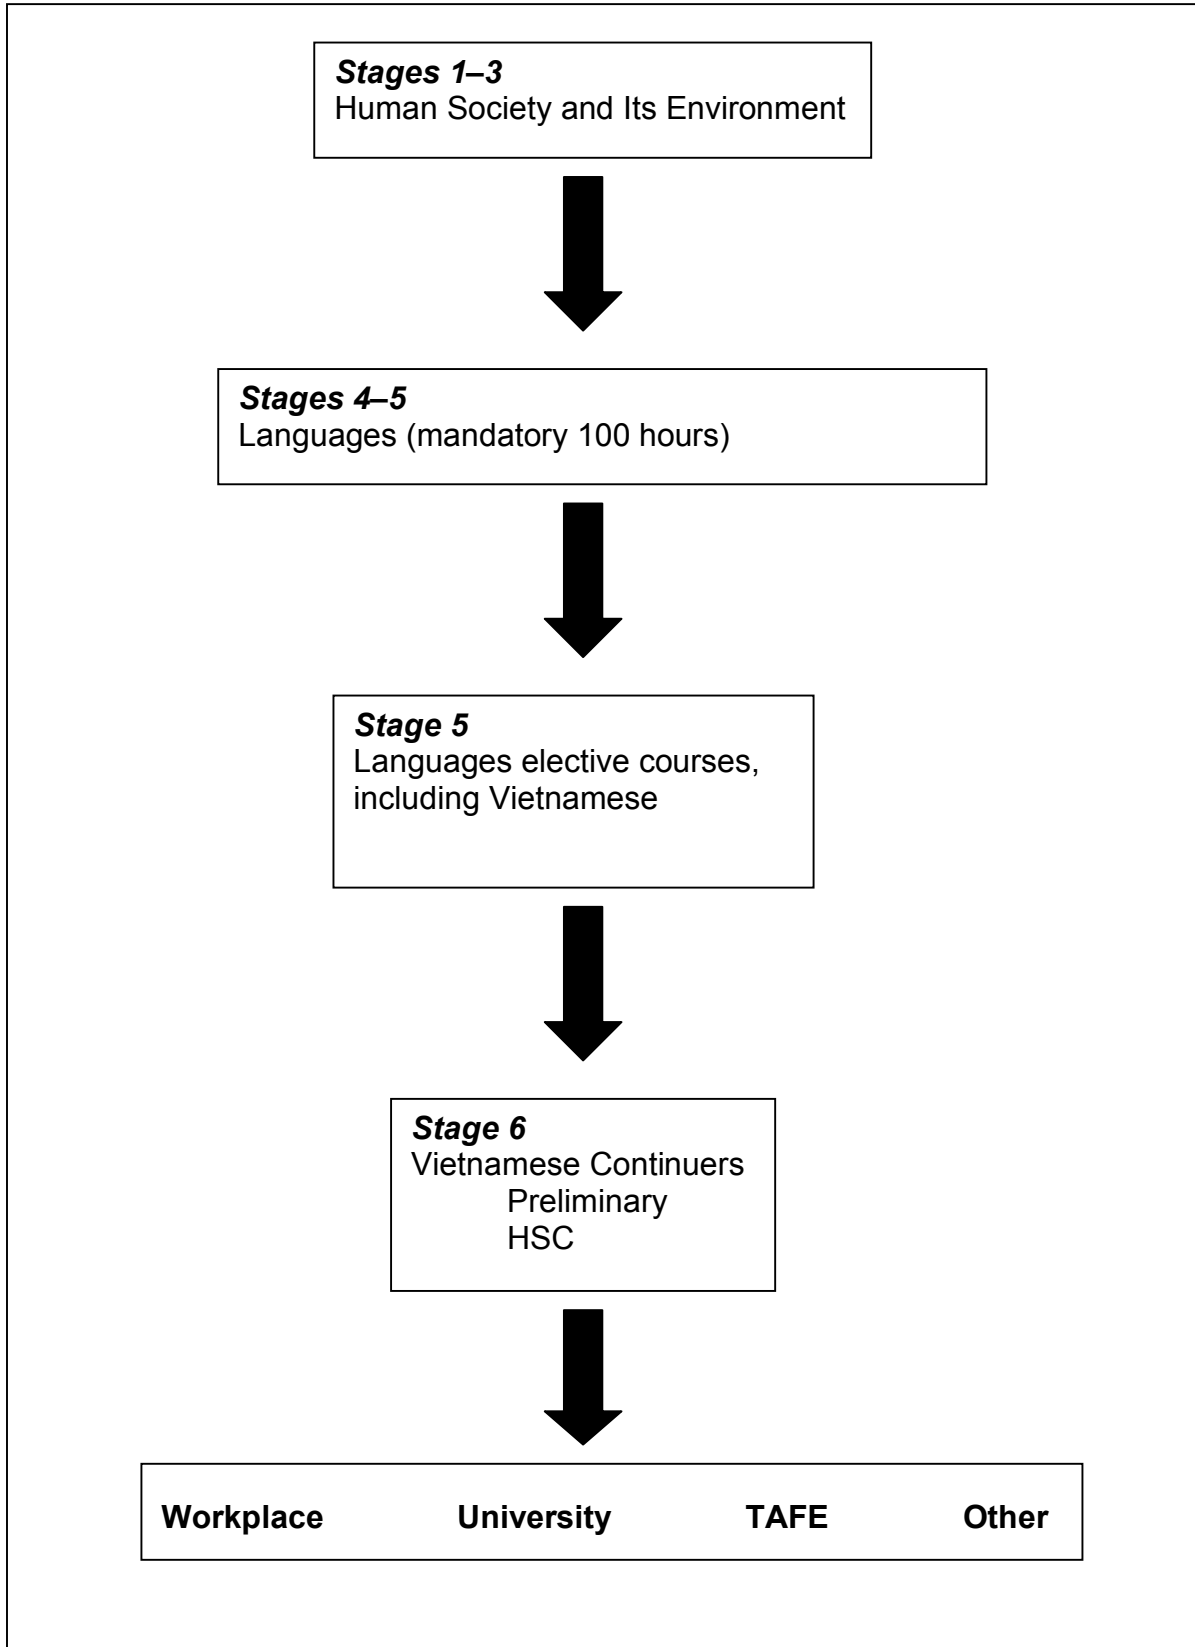 Stages 1–3
Human Society and Its Environment
Stages 4–5
Languages (mandatory 100 hours)
Stage 5
Languages elective courses,
including Vietnamese
Stage 6
Vietnamese Continuers
Preliminary
HSC
Workplace University TAFE Other